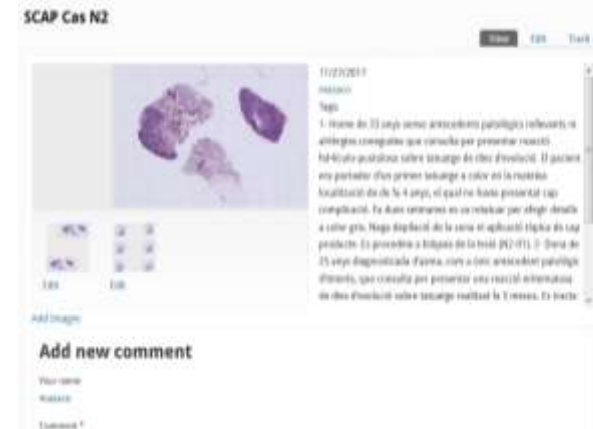 SCAP Cas N2
View Edit Track
11/27/2017
Tags
1- Home de 33 anys sense antecedents patològics rellevants ni
al·lèrgies conegudes que consulta per presentar reacció
fol·liculo-pustulosa sobre tatuatge de dies d'evolució. El pacient
era portador d'un primer tatuatge a color en la mateixa
localització de de fa 4 anys, el qual no havia presentat cap
complicació. Fa dues setmanes es va retatuar per afegir detalls
a color gris. Nega depilació de la zona ni aplicació tòpica de cap
producte. Es procedeix a biòpsia de la lesió (N2-01). 2- Dona de
25 anys diagnosticada d'asma, com a únic antecedent patològic
d'interès, que consulta per presentar una reacció eritematosa
de dies d'evolució sobre tatuatge realitzat fa 3 mesos. Es tracta
Edit Edit
Add Images
Add new comment
Your name
Comment *